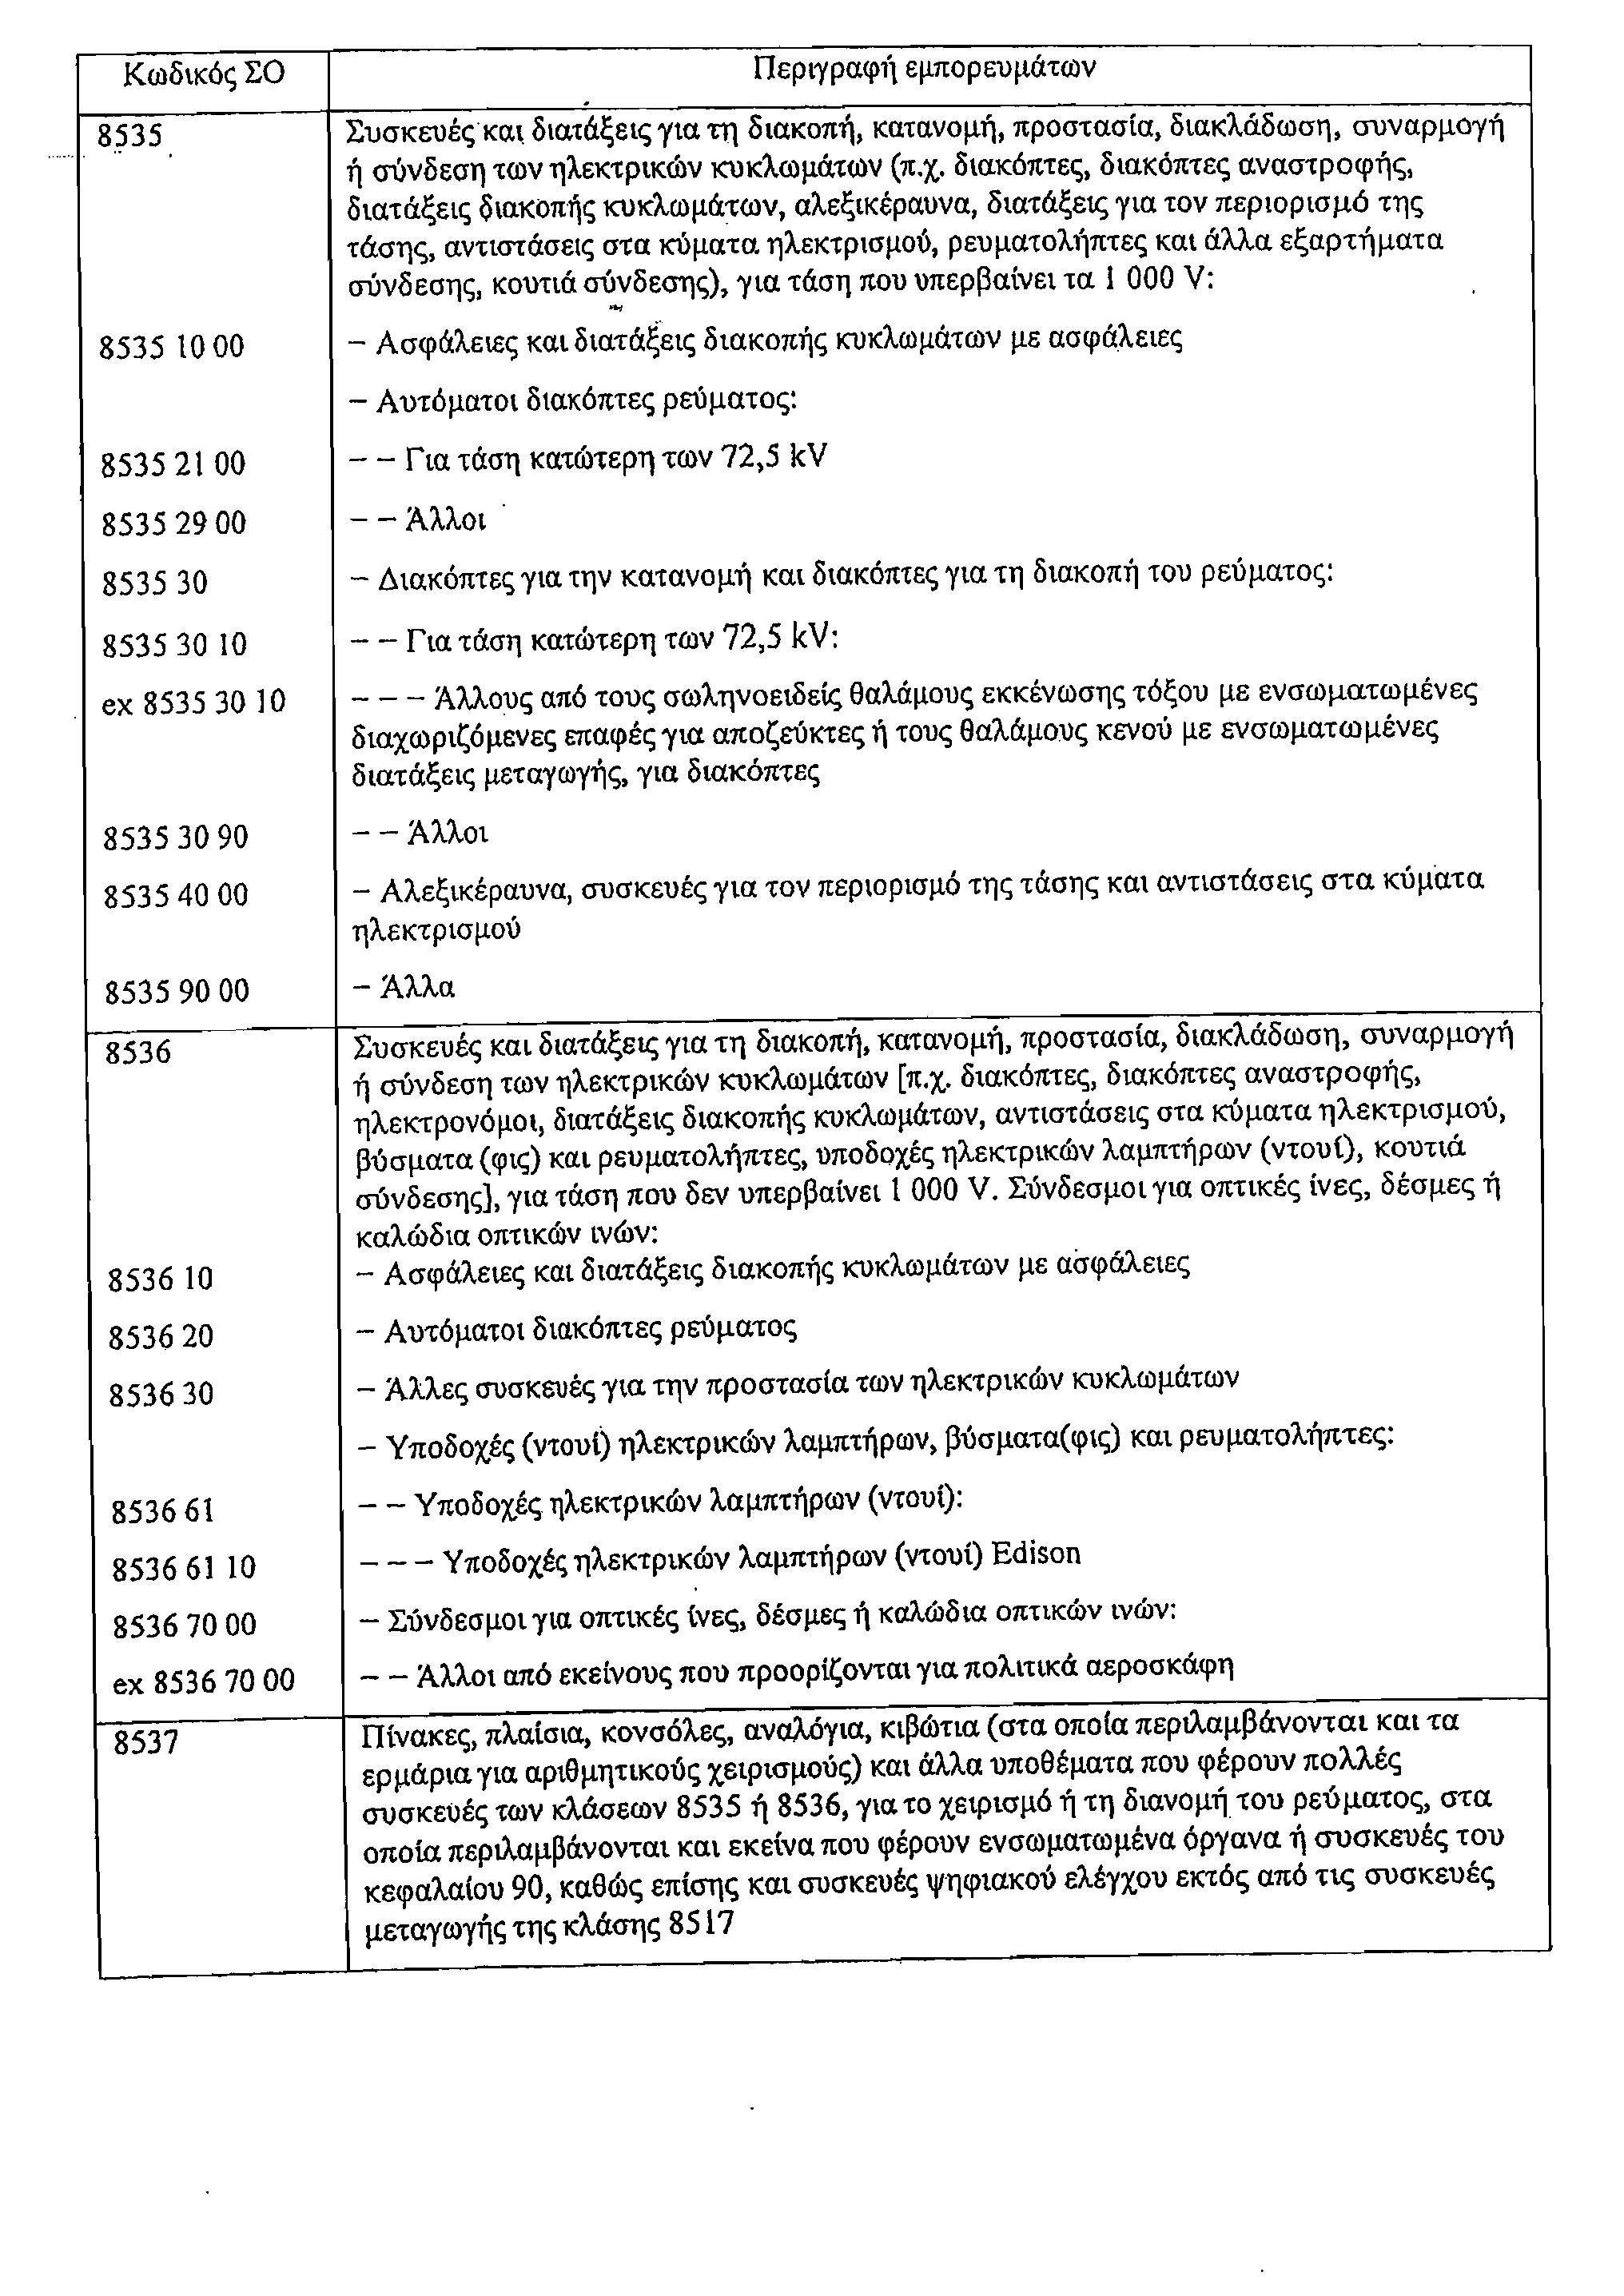 Κωδικός ΣΟ
Περιγραφή εμπορευμάτων
8535
Συσκευές και διατάξεις για τη διακοπή, κατανομή, προστασία, διακλάδωση, συναρμογή
ή σύνδεση των ηλεκτρικών κυκλωμάτων (π.χ. διακόπτες, διακόπτες αναστροφής,
διατάξεις διακοπής κυκλωμάτων, αλεξικέραυνα, διατάξεις για τον περιορισμό της
τάσης, αντιστάσεις στα κύματα ηλεκτρισμού, ρευματολήπτες και άλλα εξαρτήματα
σύνδεσης, κουτιά σύνδεσης), για τάση που υπερβαίνει τα 1 000 V:
8535 10 00
– Ασφάλειες και διατάξεις διακοπής κυκλωμάτων με ασφάλειες
– Αυτόματοι διακόπτες ρεύματος:
8535 21 00
– – Για τάση κατώτερη των 72,5 kV
8535 29 00
– – Άλλοι
8535 30
– Διακόπτες για την κατανομή και διακόπτες για τη διακοπή του ρεύματος:
8535 30 10
– – Για τάση κατώτερη των 72,5 kV:
ex 8535 30 10
– – – Άλλους από τους σωληνοειδείς θαλάμους εκκένωσης τόξου με ενσωματωμένες
διαχωριζόμενες επαφές για αποζεύκτες ή τους θαλάμους κενού με ενσωματωμένες
διατάξεις μεταγωγής, για διακόπτες
8535 30 90
– – Άλλοι
8535 40 00
– Αλεξικέραυνα, συσκευές για τον περιορισμό της τάσης και αντιστάσεις στα κύματα
ηλεκτρισμού
8535 90 00
– Άλλα
8536
Συσκευές και διατάξεις για τη διακοπή, κατανομή, προστασία, διακλάδωση, συναρμογή
ή σύνδεση των ηλεκτρικών κυκλωμάτων [π.χ. διακόπτες, διακόπτες αναστροφής,
ηλεκτρονόμοι, διατάξεις διακοπής κυκλωμάτων, αντιστάσεις στα κύματα ηλεκτρισμού,
βύσματα (φις) και ρευματολήπτες, υποδοχές ηλεκτρικών λαμπτήρων (ντουί), κουτιά
σύνδεσης], για τάση που δεν υπερβαίνει 1 000 V. Σύνδεσμοι για οπτικές ίνες, δέσμες ή
καλώδια οπτικών ινών:
8536 10
– Ασφάλειες και διατάξεις διακοπής κυκλωμάτων με ασφάλειες
8536 20
– Αυτόματοι διακόπτες ρεύματος
8536 30
– Άλλες συσκευές για την προστασία των ηλεκτρικών κυκλωμάτων
– Υποδοχές (ντουί) ηλεκτρικών λαμπτήρων, βύσματα(φις) και ρευματολήπτες:
8536 61
– – Υποδοχές ηλεκτρικών λαμπτήρων (ντουί):
8536 61 10
– – – Υποδοχές ηλεκτρικών λαμπτήρων (ντουί) Edison
8536 70 00
– Σύνδεσμοι για οπτικές ίνες, δέσμες ή καλώδια οπτικών ινών:
ex 8536 70 00
– – Άλλοι από εκείνους που προορίζονται για πολιτικά αεροσκάφη
8537
Πίνακες, πλαίσια, κονσόλες, αναλόγια, κιβώτια (στα οποία περιλαμβάνονται και τα
ερμάρια για αριθμητικούς χειρισμούς) και άλλα υποθέματα που φέρουν πολλές
συσκευές των κλάσεων 8535 ή 8536, για το χειρισμό ή τη διανομή του ρεύματος, στα
οποία περιλαμβάνονται και εκείνα που φέρουν ενσωματωμένα όργανα ή συσκευές του
κεφαλαίου 90, καθώς επίσης και συσκευές ψηφιακού ελέγχου εκτός από τις συσκευές
μεταγωγής της κλάσης 8517